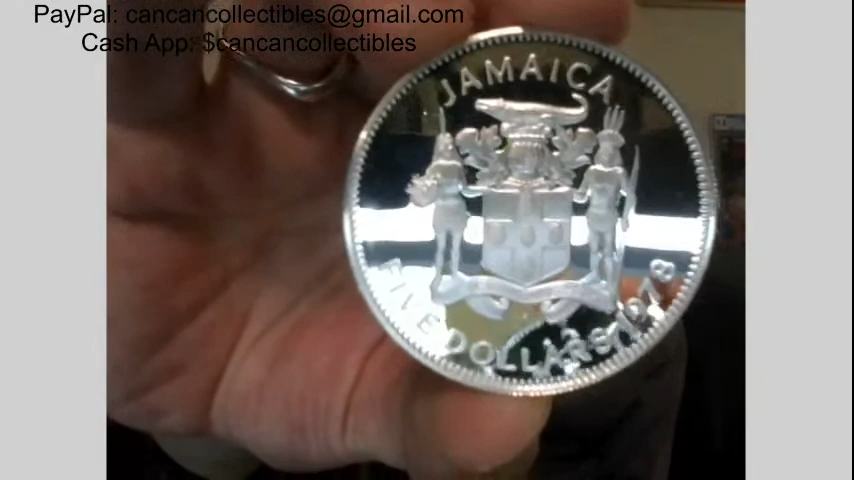 PayPal: cancancollectibles@gmail.com
Cash App: $cancancollectibles
JAMAICA
FIVE DOLLARS 1978